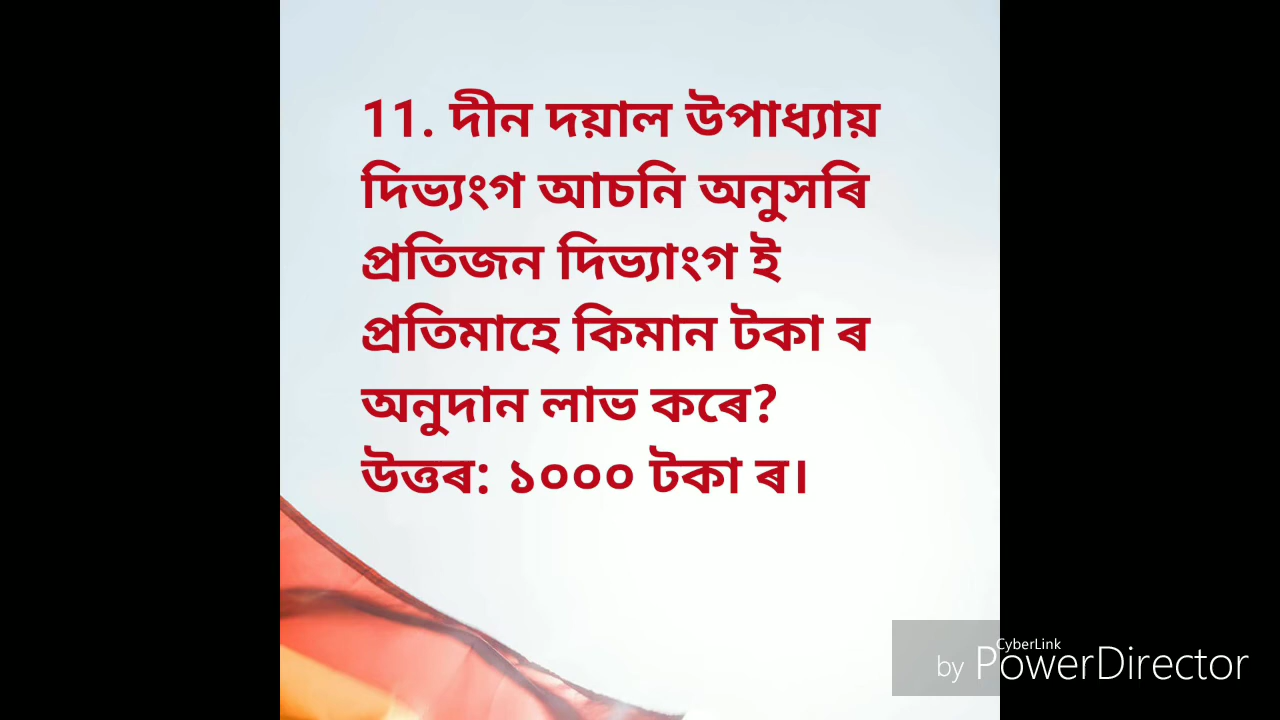 11. দীন দয়াল উপাধ্যায়
দিভ্যংগ আচনি অনুসৰি
প্ৰতিজন দিভ্যাংগ ই
প্ৰতিমাহে কিমান টকা ৰ
অনুদান লাভ কৰে?
উত্তৰ: ১০০০ টকা ৰ।
CyberLink
by PowerDirector